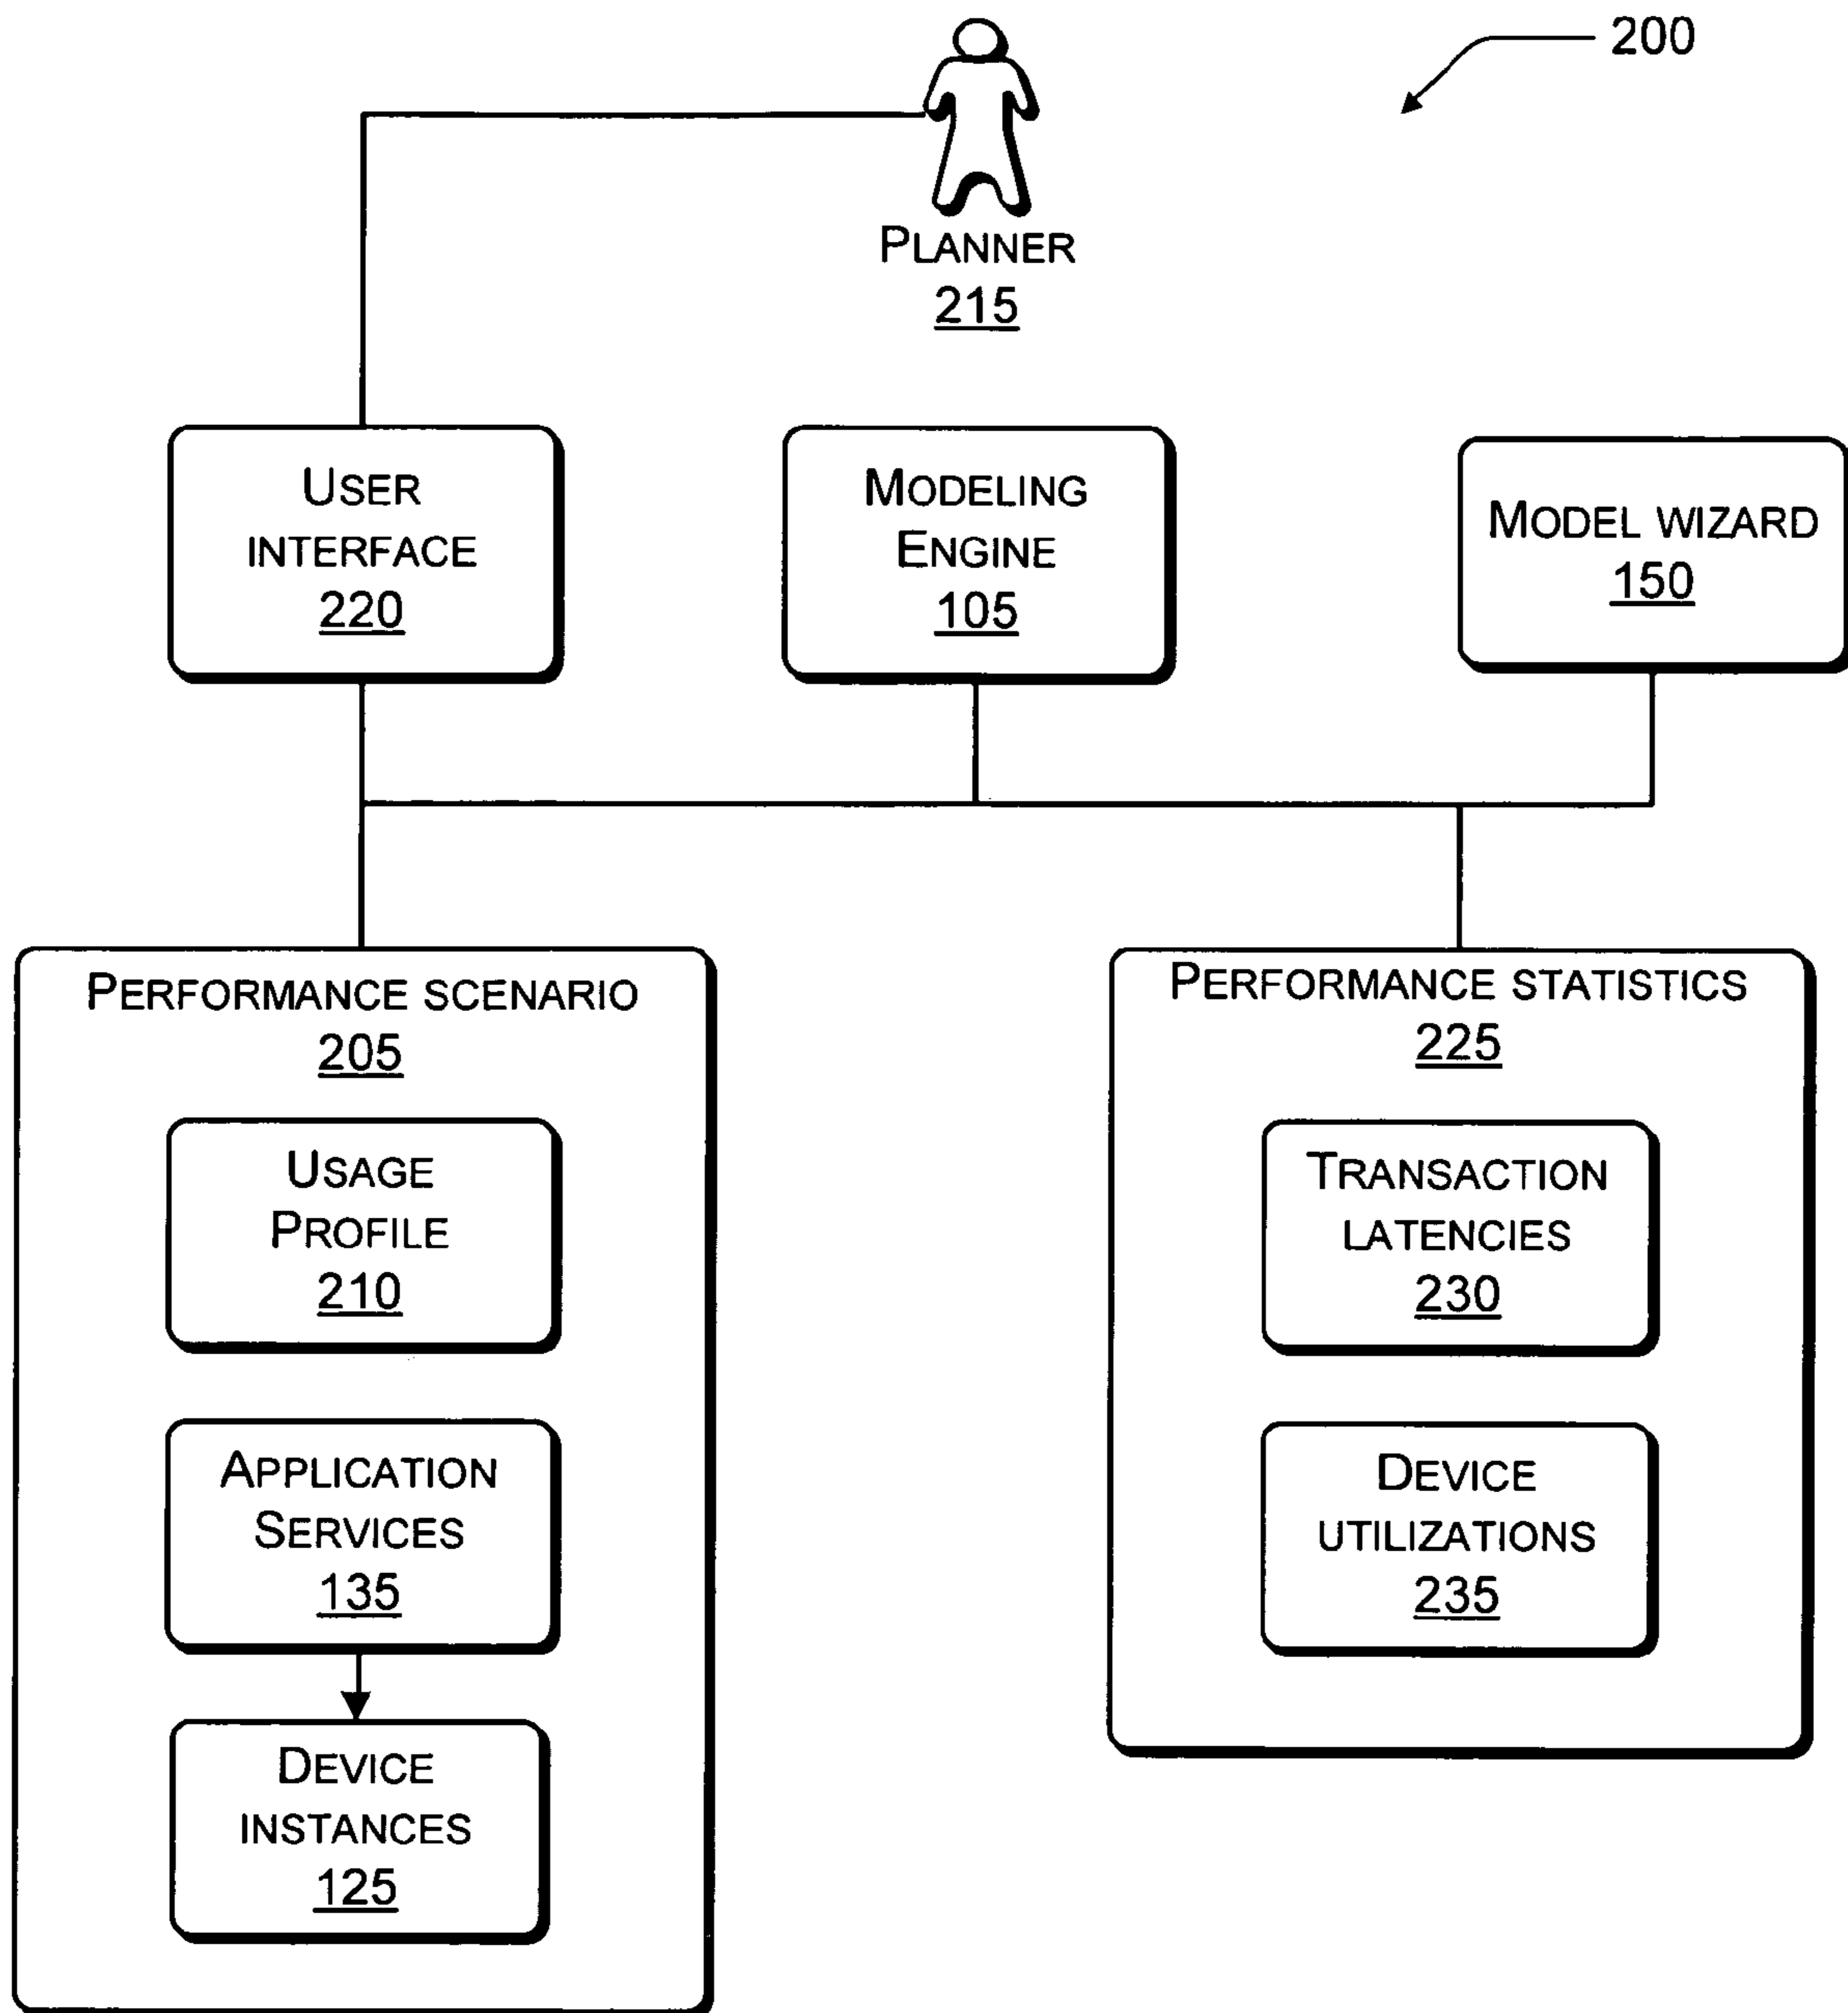 200
PLANNER
215
USER
INTERFACE
220
MODELING
ENGINE
105
MODEL WIZARD
150
PERFORMANCE SCENARIO
205
USAGE
PROFILE
210
APPLICATION
SERVICES
135
DEVICE
INSTANCES
125
PERFORMANCE STATISTICS
225
TRANSACTION
LATENCIES
230
DEVICE
UTILIZATIONS
235